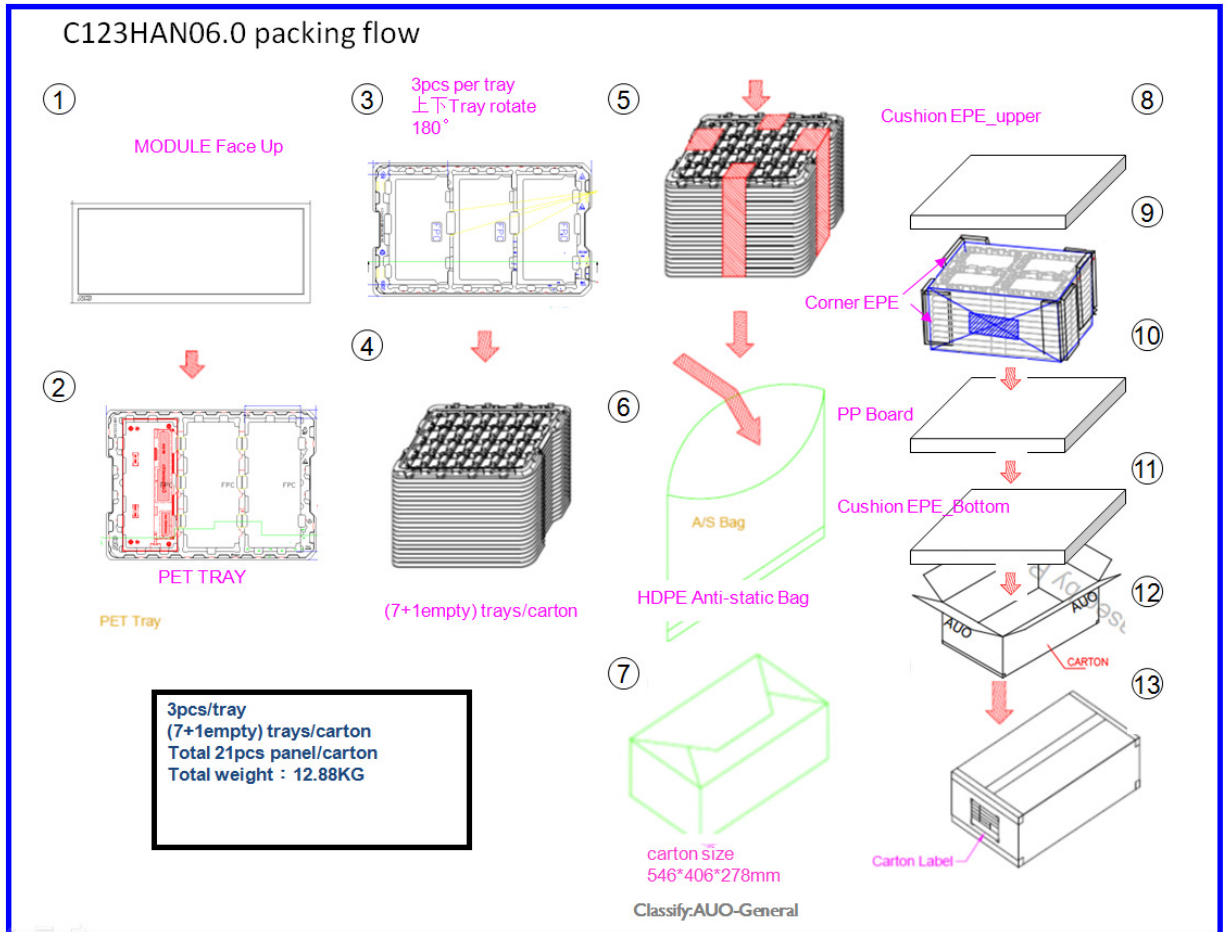 C123HAN06.0 packing flow
1
MODULE Face Up
2
PET TRAY
PET Tray
FPC
FPC
FPC
3
3pcs per tray
上下Tray rotate
180°
FPC
FPC
FPC
4
(7+1empty) trays/carton
3pcs/tray
(7+1empty) trays/carton
Total 21pcs panel/carton
Total weight：12.88KG
5
6
A/S Bag
HDPE Anti-static Bag
7
carton size
546*406*278mm
Classify:AUO-General
8
Cushion EPE_upper
9
Corner EPE
10
PP Board
11
Cushion EPE_Bottom
12
AUO
AUO
CARTON
13
Carton Label